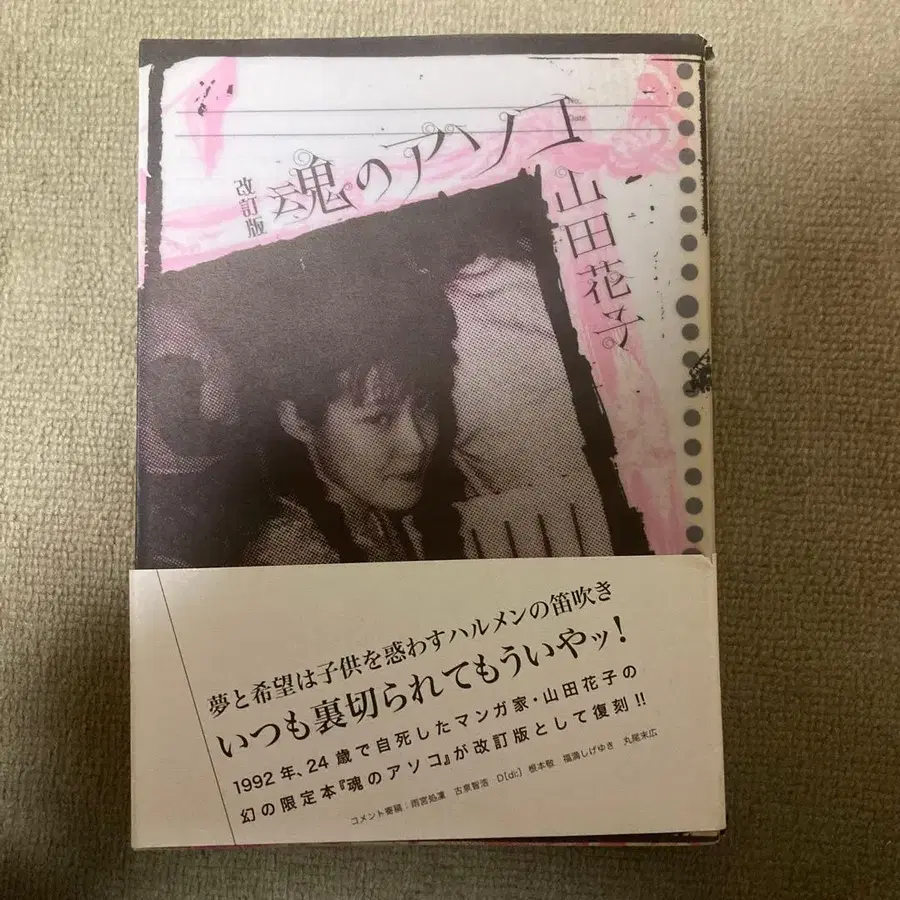 改訂版
魂のアソコ
山田花子
Date
夢と希望は子供を惑わすハルメンの笛吹き
いつも裏切られてもういやッ!
1992年、24歳で自死したマンガ家・山田花子の
幻の限定本『魂のアソコ』が改訂版として復刻!!
コメント寄稿:雨宮処凛 古泉智浩 D[di:] 根本敬 福満しげゆき 丸尾末広